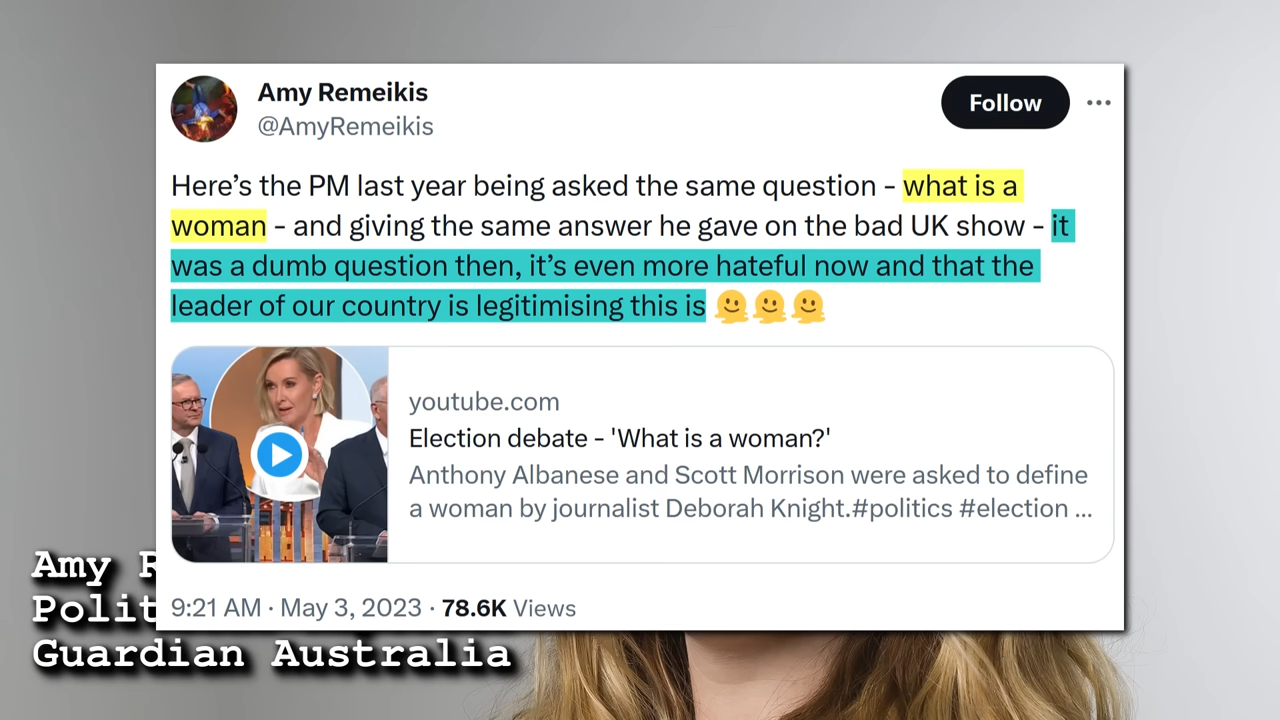 Amy Remeikis
@AmyRemeikis
Follow
Here’s the PM last year being asked the same question - what is a
woman - and giving the same answer he gave on the bad UK show - it
was a dumb question then, it’s even more hateful now and that the
leader of our country is legitimising this is 🫠🫠🫠
youtube.com
Election debate - 'What is a woman?'
Anthony Albanese and Scott Morrison were asked to define
a woman by journalist Deborah Knight.#politics #election ...
9:21 AM · May 3, 2023 · 78.6K Views
Amy
Guardian Australia